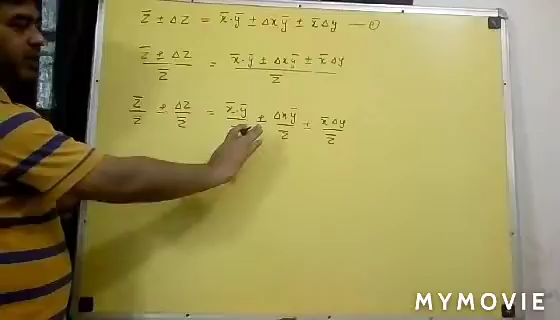 z̄ ± Δz = x̄·ȳ ± Δxȳ ± x̄Δy — ①
z̄ ± Δz / z̄ = x̄·ȳ ± Δxȳ ± x̄Δy / z̄
z̄/z̄ ± Δz/z̄ = x̄·ȳ/ ± Δxȳ/z̄ ± x̄Δy/z̄
MYMOVIE